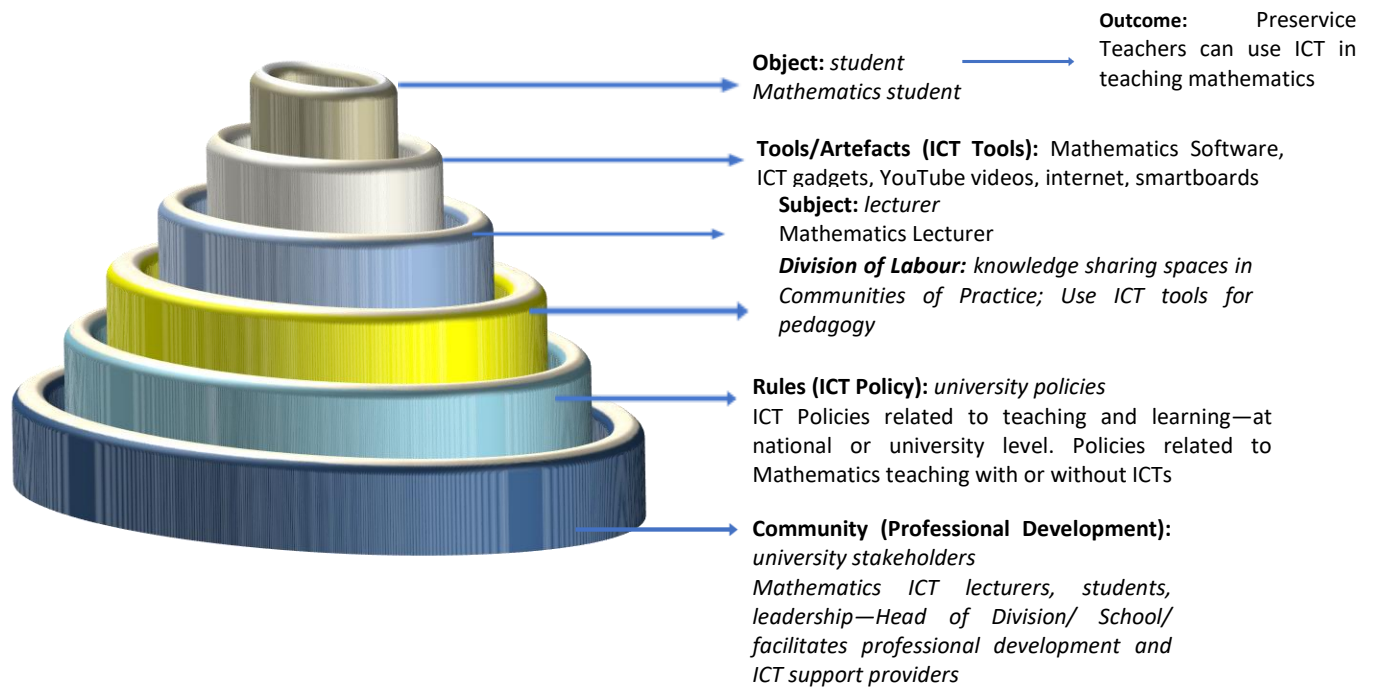 Outcome: Preservice
Teachers can use ICT in
teaching mathematics
Object: student
Mathematics student
Tools/Artefacts (ICT Tools): Mathematics Software,
ICT gadgets, YouTube videos, internet, smartboards
Subject: lecturer
Mathematics Lecturer
Division of Labour: knowledge sharing spaces in
Communities of Practice; Use ICT tools for
pedagogy
Rules (ICT Policy): university policies
ICT Policies related to teaching and learning—at
national or university level. Policies related to
Mathematics teaching with or without ICTs
Community (Professional Development):
university stakeholders
Mathematics ICT lecturers, students,
leadership—Head of Division/ School/
facilitates professional development and
ICT support providers